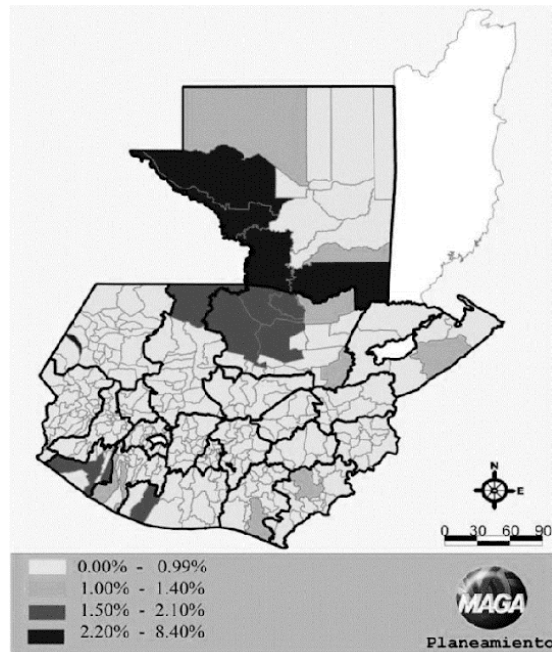 N
E
0 30 60 90
0.00% - 0.99%
1.00% - 1.40%
1.50% - 2.10%
2.20% - 8.40%
MAGA
Planeamiento